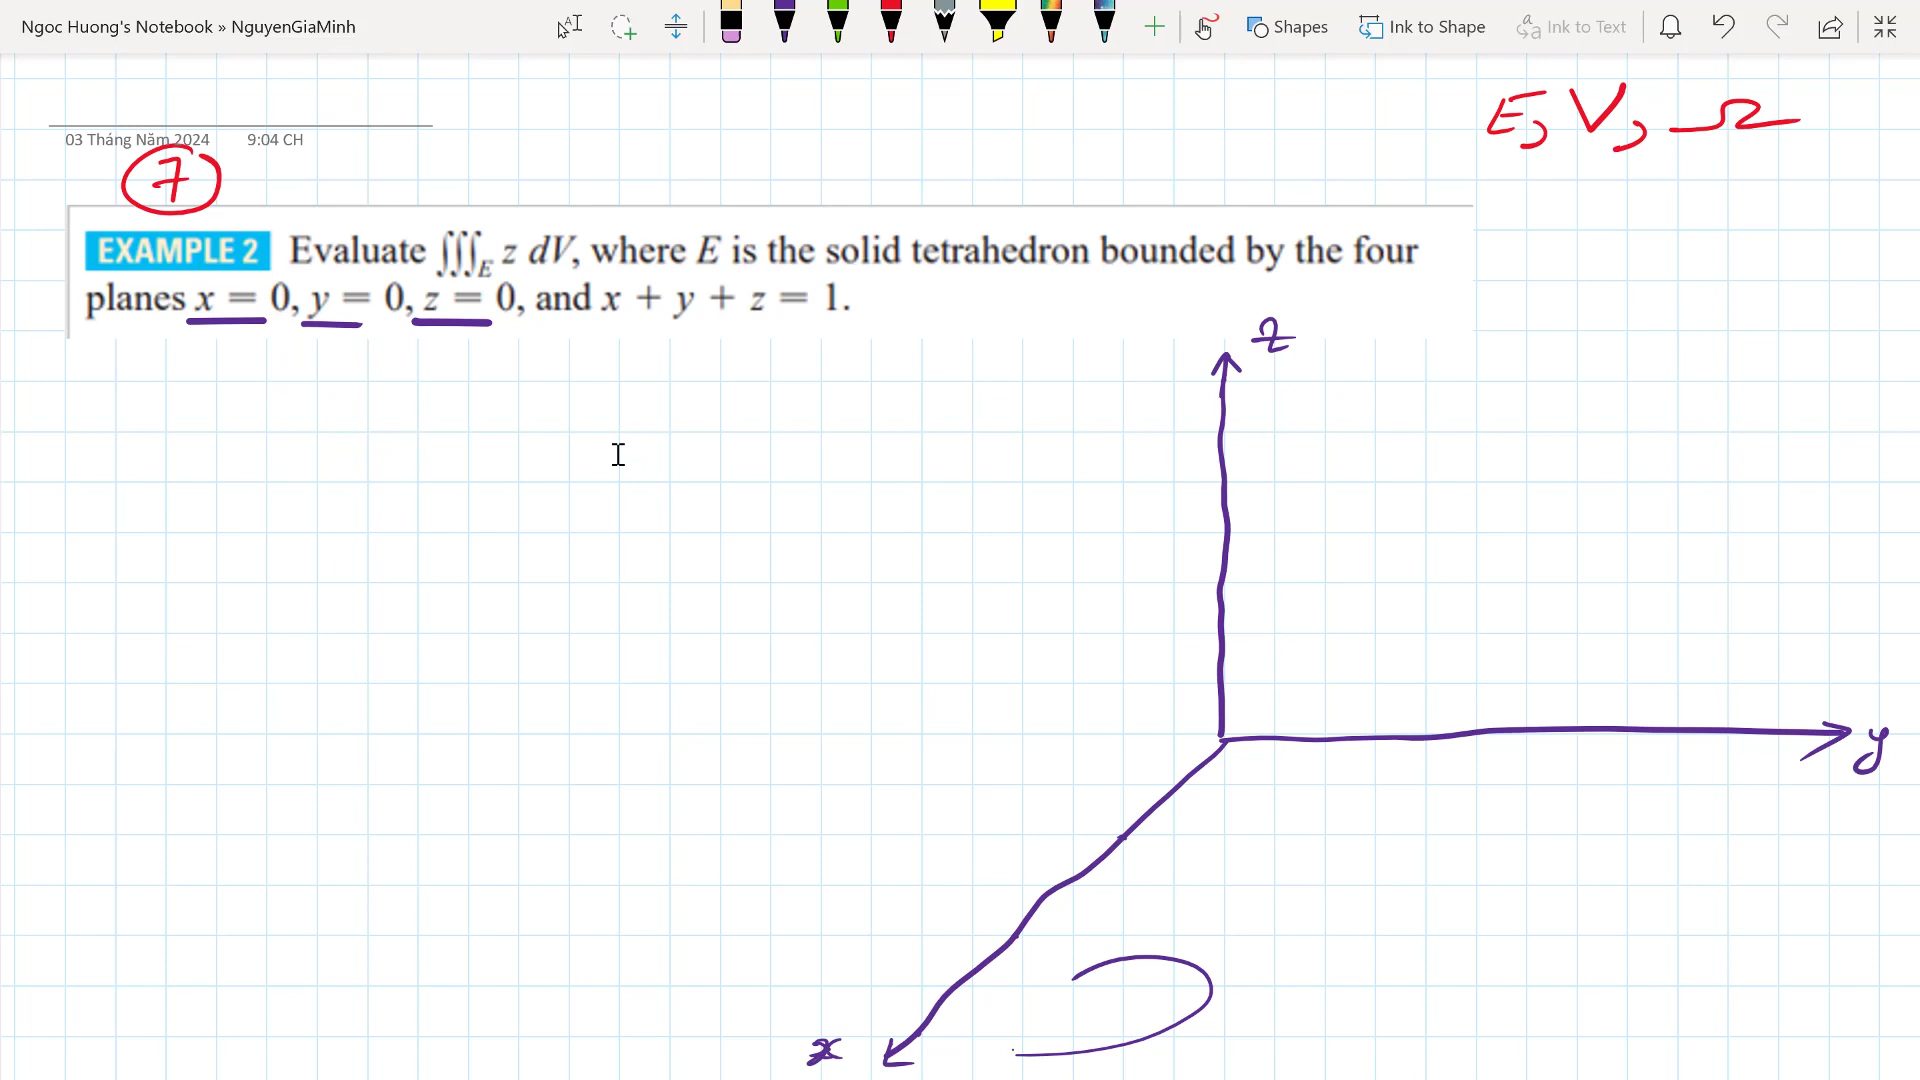 Ngoc Huong's Notebook » NguyenGiaMinh
Shapes
Ink to Shape
Ink to Text
E, V, Ω
03 Tháng Năm 2024 9:04 CH
7
EXAMPLE 2 Evaluate ∭_E z dV, where E is the solid tetrahedron bounded by the four
planes x = 0, y = 0, z = 0, and x + y + z = 1.
z
y
x